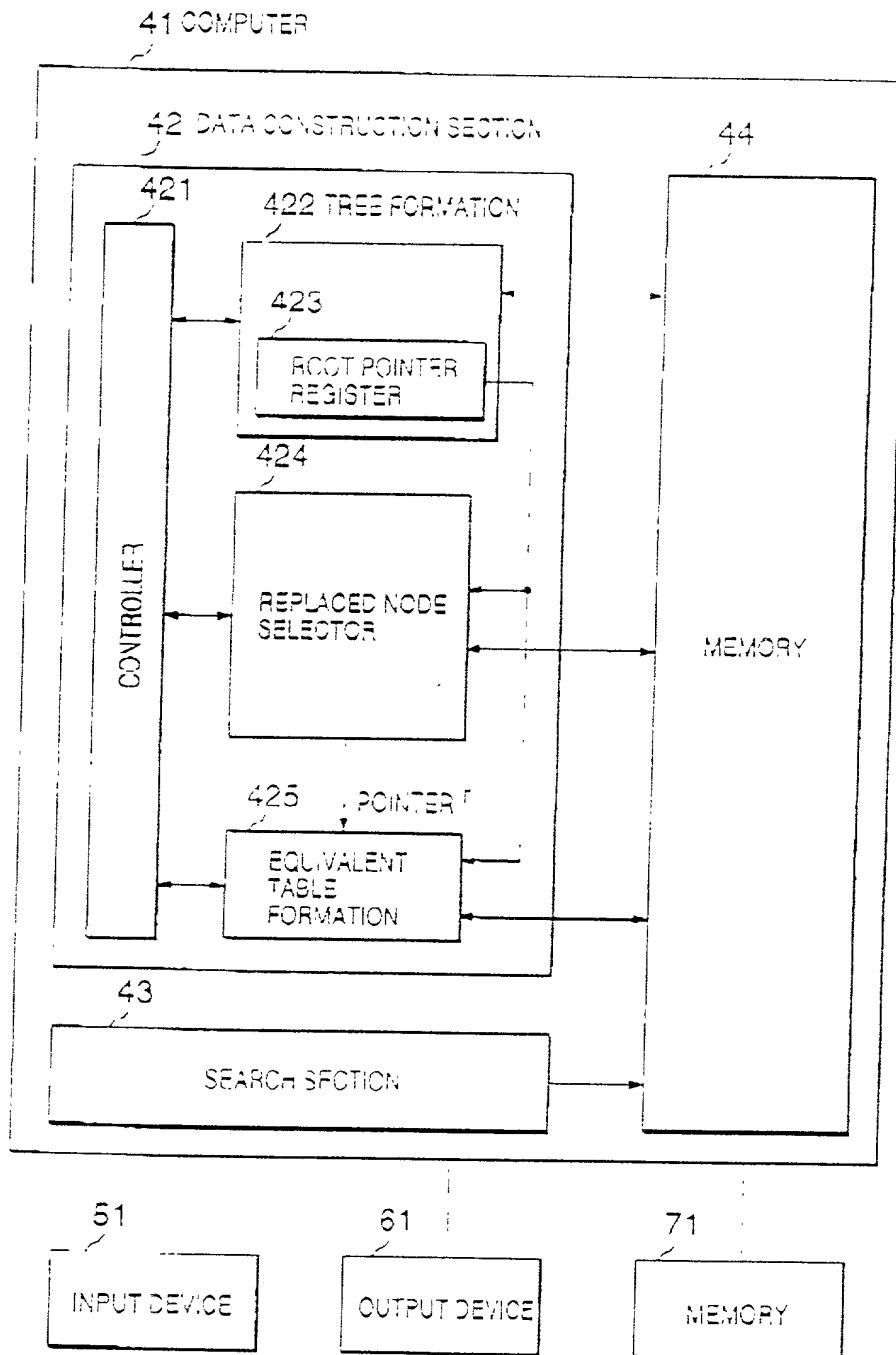 41 COMPUTER
42 DATA CONSTRUCTION SECTION
44
421
422 TREE FORMATION
423
ROOT POINTER
REGISTER
424
CONTROLLER
REPLACED NODE
SELECTOR
MEMORY
POINTER
425
EQUIVALENT
TABLE
FORMATION
43
SEARCH SECTION
51
61
71
INPUT DEVICE
OUTPUT DEVICE
MEMORY